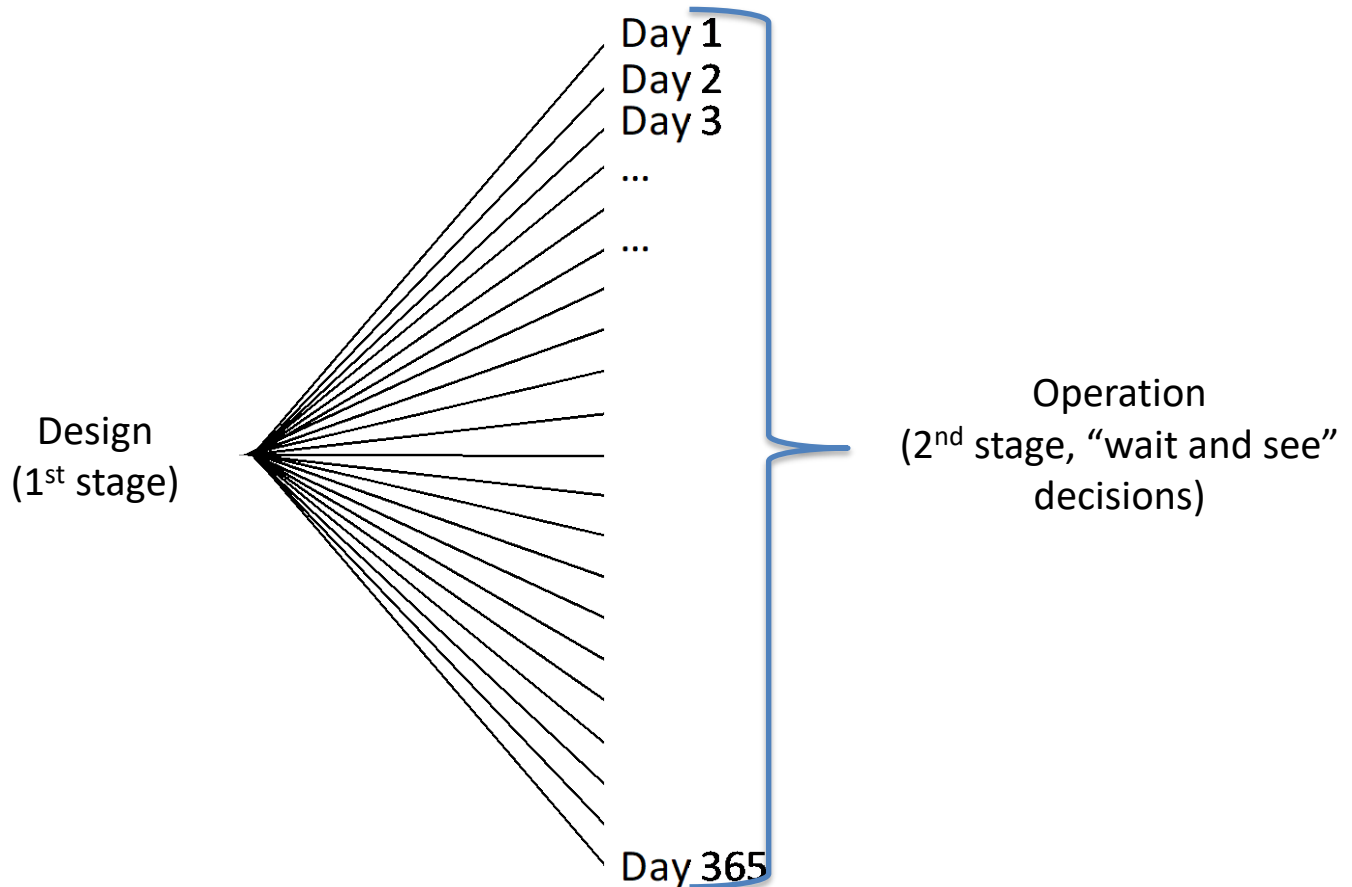 Day 1
Day 2
Day 3
...
...
Day 365
Design
(1st stage)
Operation
(2nd stage, “wait and see”
decisions)